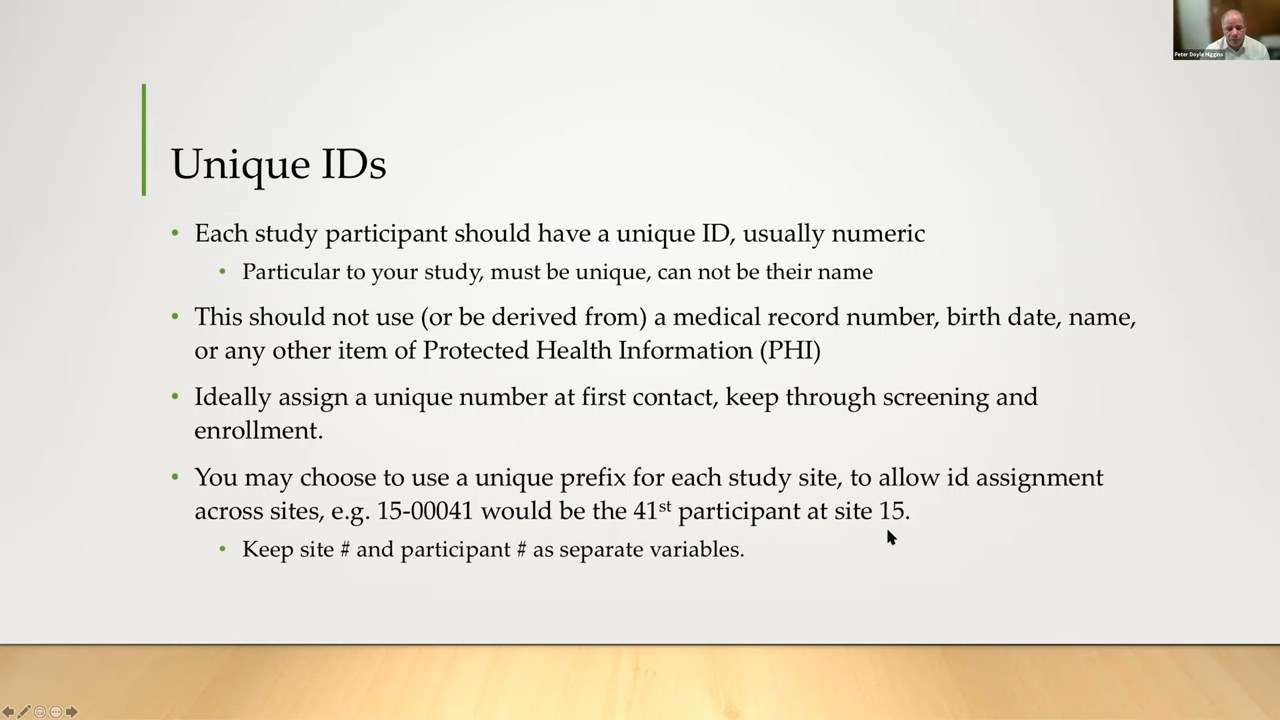 Peter Doyle Higgins
Unique IDs
• Each study participant should have a unique ID, usually numeric
• Particular to your study, must be unique, can not be their name
• This should not use (or be derived from) a medical record number, birth date, name,
or any other item of Protected Health Information (PHI)
• Ideally assign a unique number at first contact, keep through screening and
enrollment.
• You may choose to use a unique prefix for each study site, to allow id assignment
across sites, e.g. 15-00041 would be the 41st participant at site 15.
• Keep site # and participant # as separate variables.